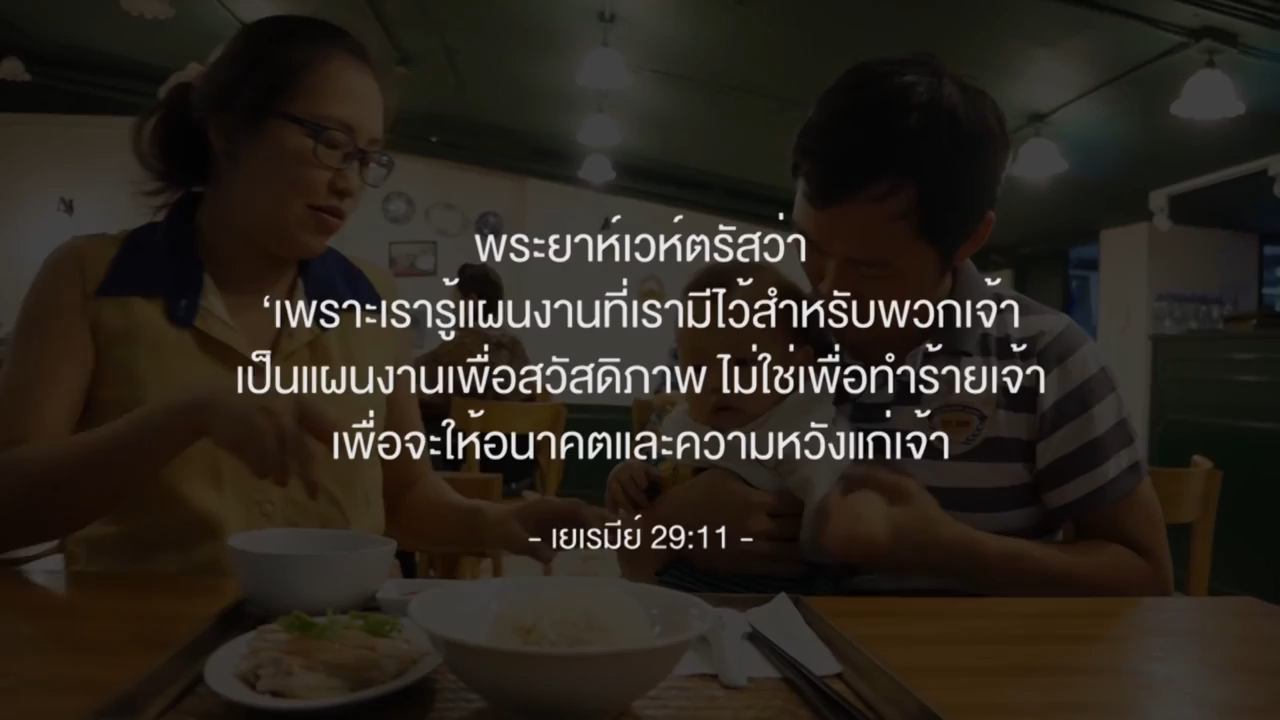 พระยาห์เวห์ตรัสว่า
‘เพราะเรารู้แผนงานที่เรามีไว้สำหรับพวกเจ้า
เป็นแผนงานเพื่อสวัสดิภาพ ไม่ใช่เพื่อทำร้ายเจ้า
เพื่อจะให้อนาคตและความหวังแก่เจ้า
- เยเรมีย์ 29:11 -